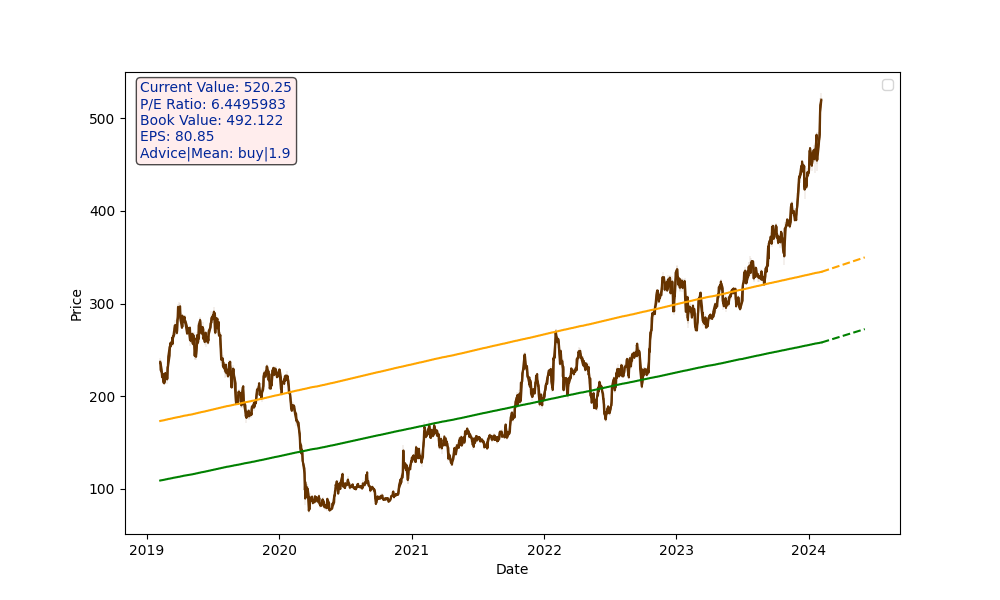 Current Value: 520.25
P/E Ratio: 6.4495983
Book Value: 492.122
EPS: 80.85
Advice|Mean: buy|1.9
500
400
300
200
100
Price
2019 2020 2021 2022 2023 2024
Date